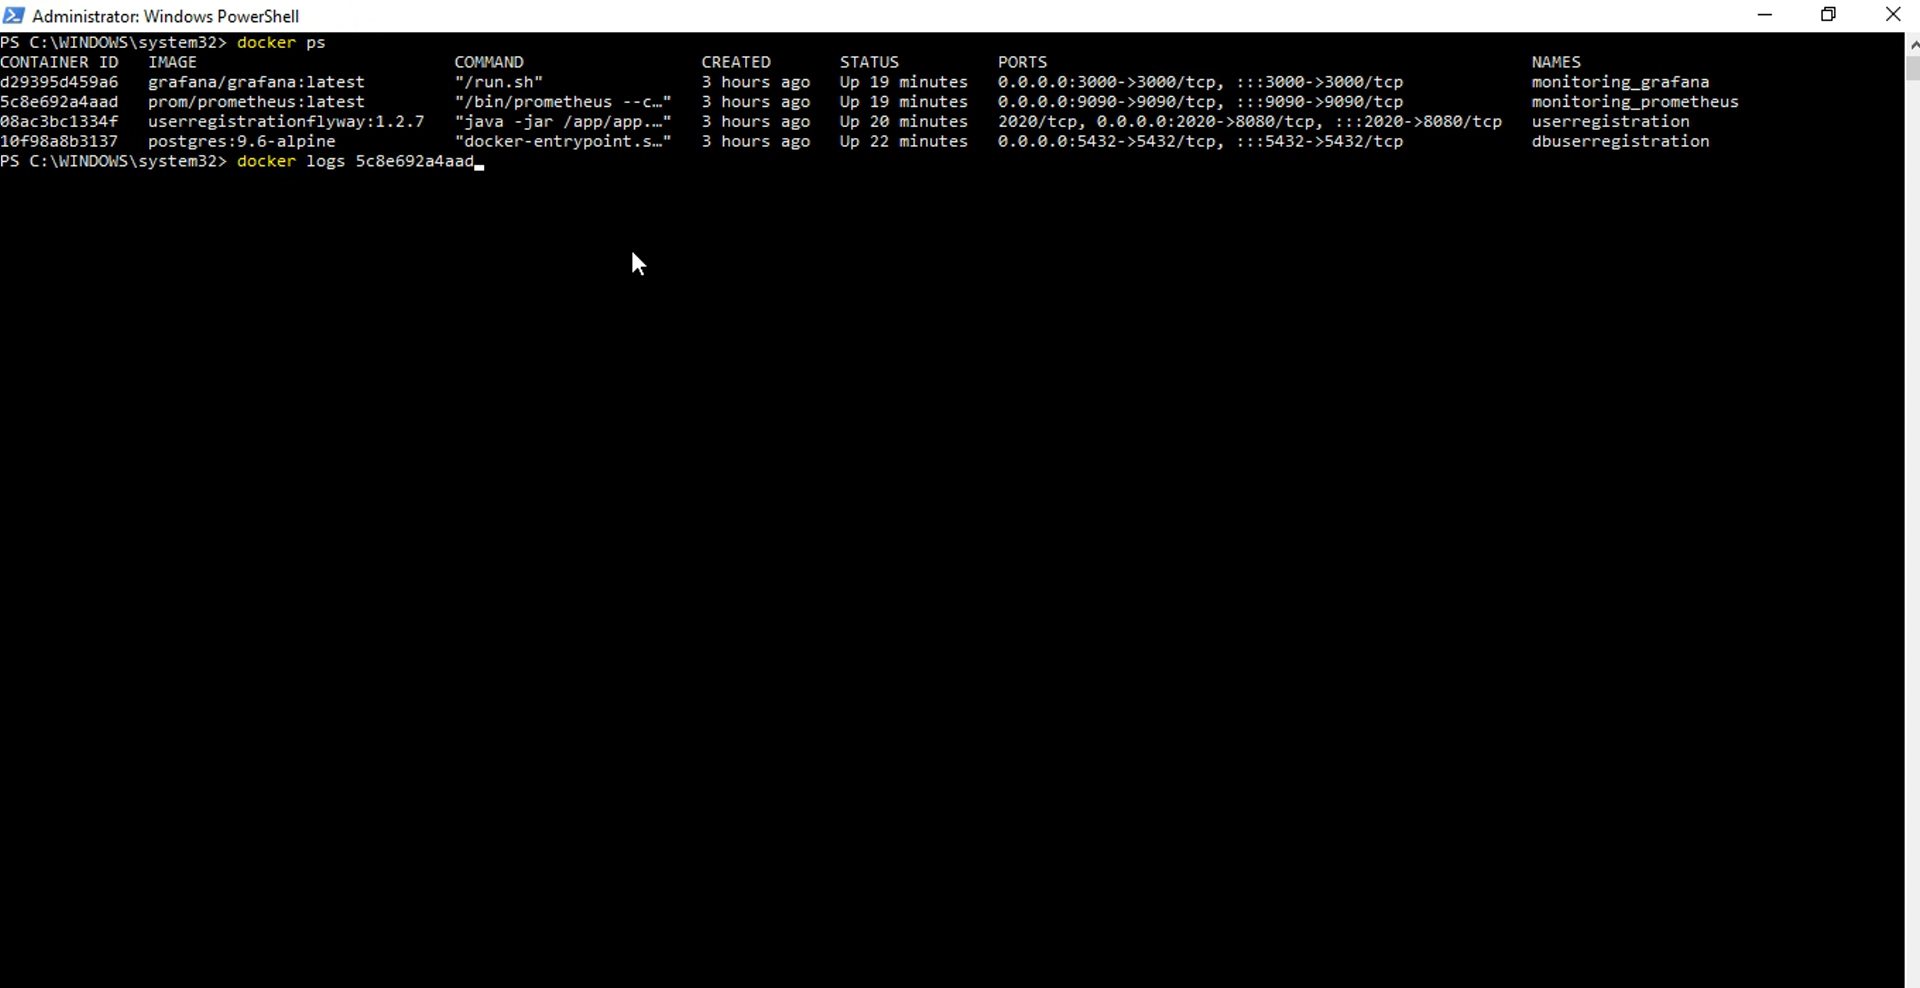 Administrator: Windows PowerShell
PS C:\WINDOWS\system32> docker ps
CONTAINER ID   IMAGE                         COMMAND                  CREATED       STATUS          PORTS                                                 NAMES
d29395d459a6   grafana/grafana:latest        "/run.sh"                3 hours ago   Up 19 minutes   0.0.0.0:3000->3000/tcp, :::3000->3000/tcp             monitoring_grafana
5c8e692a4aad   prom/prometheus:latest        "/bin/prometheus --c…"   3 hours ago   Up 19 minutes   0.0.0.0:9090->9090/tcp, :::9090->9090/tcp             monitoring_prometheus
08ac3bc1334f   userregistrationflyway:1.2.7  "java -jar /app/app.…"   3 hours ago   Up 20 minutes   2020/tcp, 0.0.0.0:2020->8080/tcp, :::2020->8080/tcp   userregistration
10f98a8b3137   postgres:9.6-alpine           "docker-entrypoint.s…"   3 hours ago   Up 22 minutes   0.0.0.0:5432->5432/tcp, :::5432->5432/tcp             dbuserregistration
PS C:\WINDOWS\system32> docker logs 5c8e692a4aad